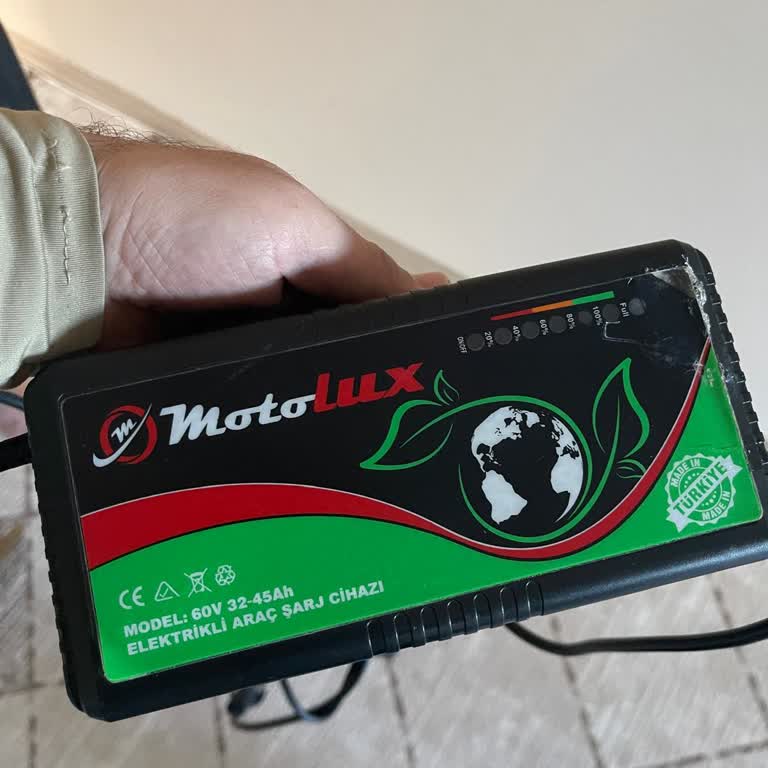 ON/OFF 20% 40% 60% 80% 100% Full
M Motolux
MADE IN
TÜRKİYE
MADE IN
CE
MODEL: 60V 32-45Ah
ELEKTRİKLİ ARAÇ ŞARJ CİHAZI